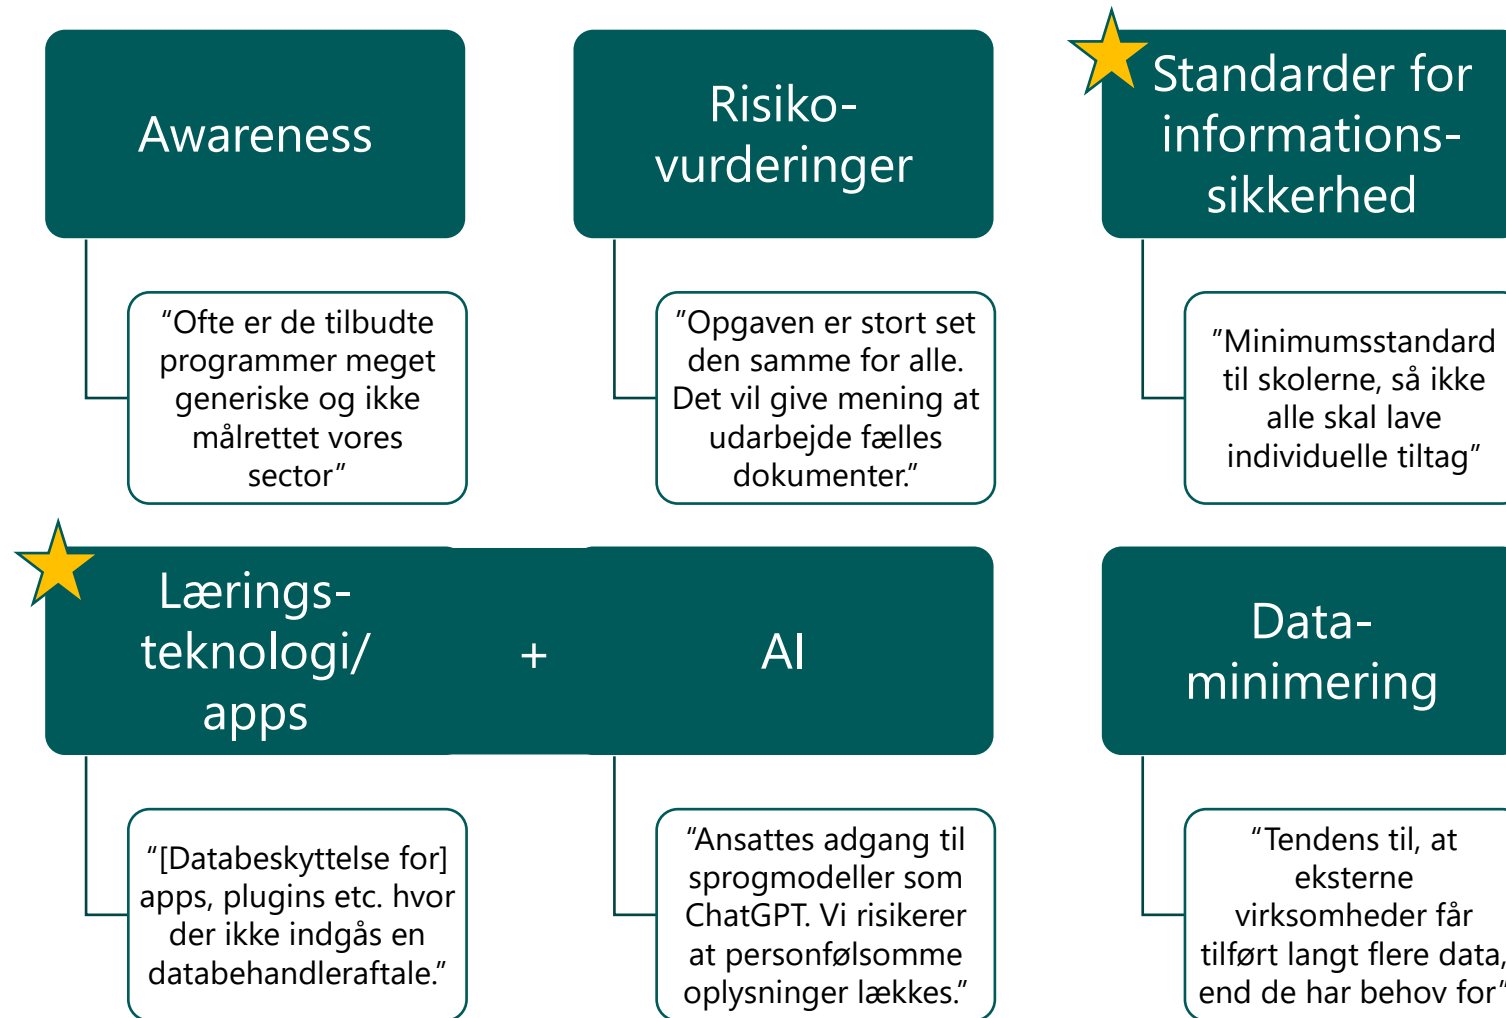 Awareness
"Ofte er de tilbudte
programmer meget
generiske og ikke
målrettet vores
sector"
Risiko-
vurderinger
"Opgaven er stort set
den samme for alle.
Det vil give mening at
udarbejde fælles
dokumenter."
Standarder for
informations-
sikkerhed
"Minimumsstandard
til skolerne, så ikke
alle skal lave
individuelle tiltag"
Lærings-
teknologi/
apps
+
AI
"[Databeskyttelse for]
apps, plugins etc. hvor
der ikke indgås en
databehandleraftale."
"Ansattes adgang til
sprogmodeller som
ChatGPT. Vi risikerer
at personfølsomme
oplysninger lækkes."
Data-
minimering
"Tendens til, at
eksterne
virksomheder får
tilført langt flere data,
end de har behov for"